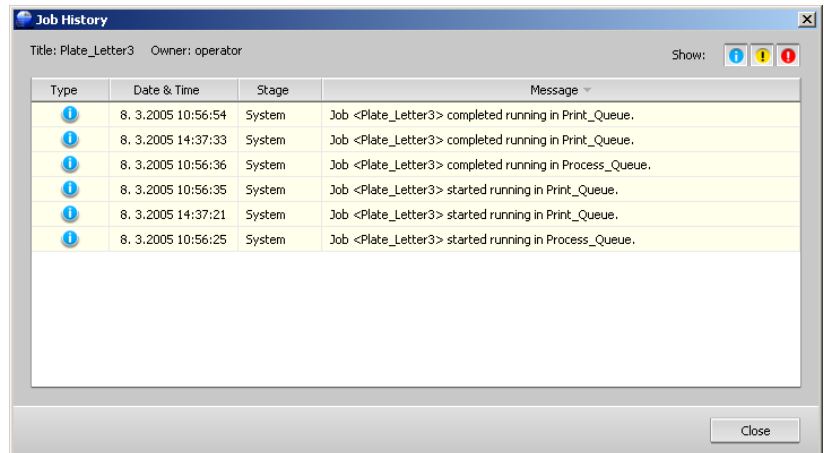 Job History
Title: Plate_Letter3 Owner: operator Show:
Type Date & Time Stage Message
8. 3.2005 10:56:54 System Job <Plate_Letter3> completed running in Print_Queue.
8. 3.2005 14:37:33 System Job <Plate_Letter3> completed running in Print_Queue.
8. 3.2005 10:56:36 System Job <Plate_Letter3> completed running in Process_Queue.
8. 3.2005 10:56:35 System Job <Plate_Letter3> started running in Print_Queue.
8. 3.2005 14:37:21 System Job <Plate_Letter3> started running in Print_Queue.
8. 3.2005 10:56:25 System Job <Plate_Letter3> started running in Process_Queue.
Close